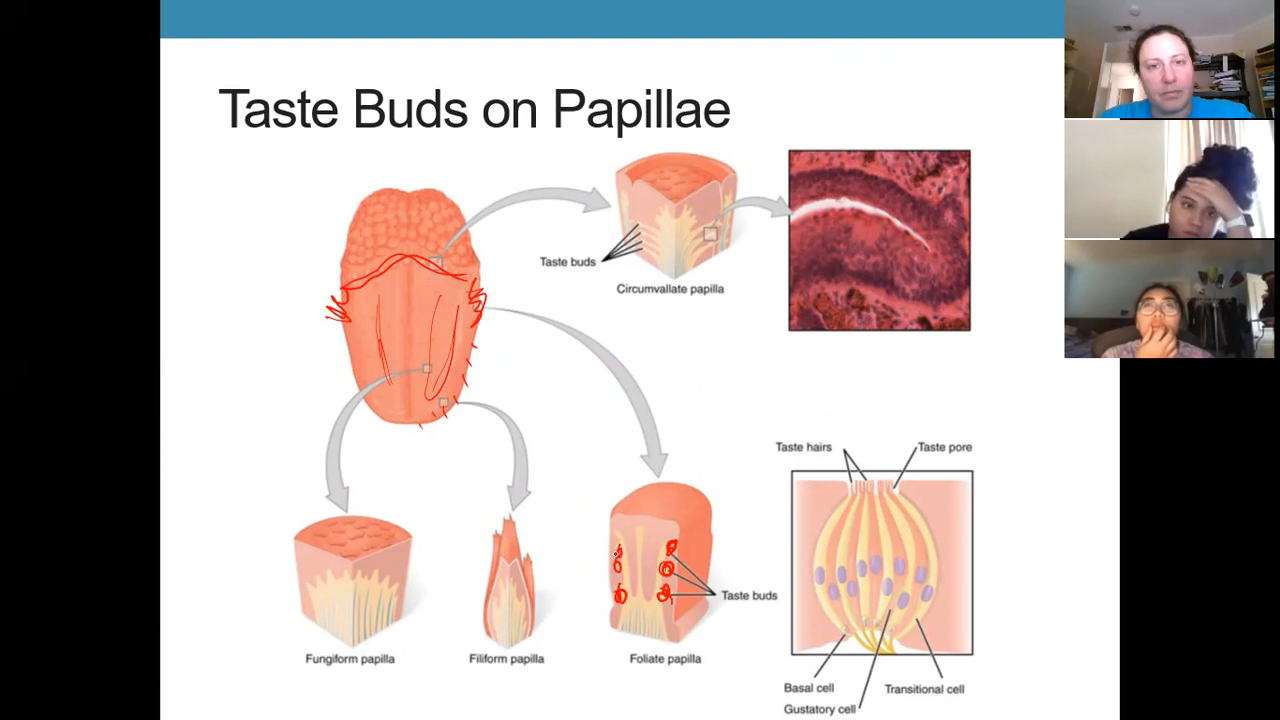 Taste Buds on Papillae
Taste buds
Circumvallate papilla
Taste hairs
Taste pore
Taste buds
Fungiform papilla
Filiform papilla
Foliate papilla
Basal cell
Transitional cell
Gustatory cell